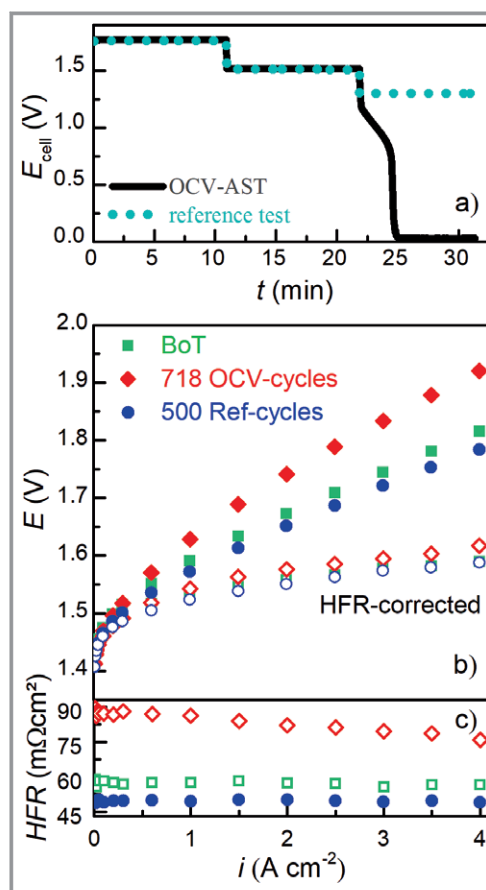 1.5
1.0
0.5
0.0
E_cell (V)
OCV-AST
reference test
a)
0 5 10 15 20 25 30
t (min)
2.0
1.9
1.8
1.7
1.6
1.5
1.4
E (V)
BoT
718 OCV-cycles
500 Ref-cycles
HFR-corrected
b)
90
75
60
45
HFR (mΩcm²)
c)
0 1 2 3 4
i (A cm⁻²)